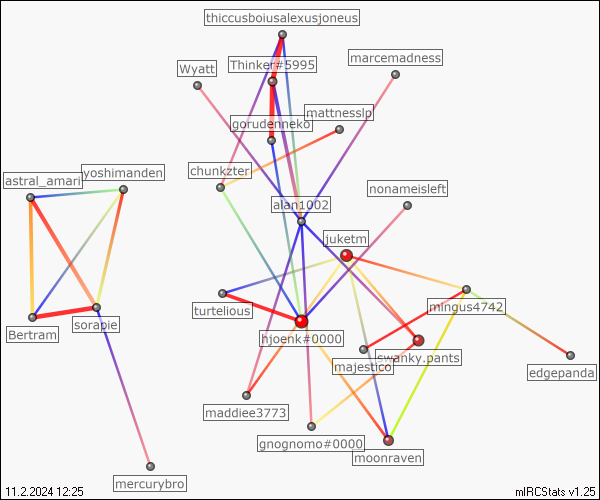 thiccusboiusalexusjoneus
marcemadness
Thinker#5995
Wyatt
mattnesslp
gorudenneko
chunkzter
yoshimanden
astral_amari
nonameisleft
alan1002
juketm
turtelious
mingus4742
sorapie
Bertram
hjoenk#0000
swanky.pants
majestico
edgepanda
maddiee3773
gnognomo#0000
moonraven
mercurybro
11.2.2024 12:25
mIRCStats v1.25